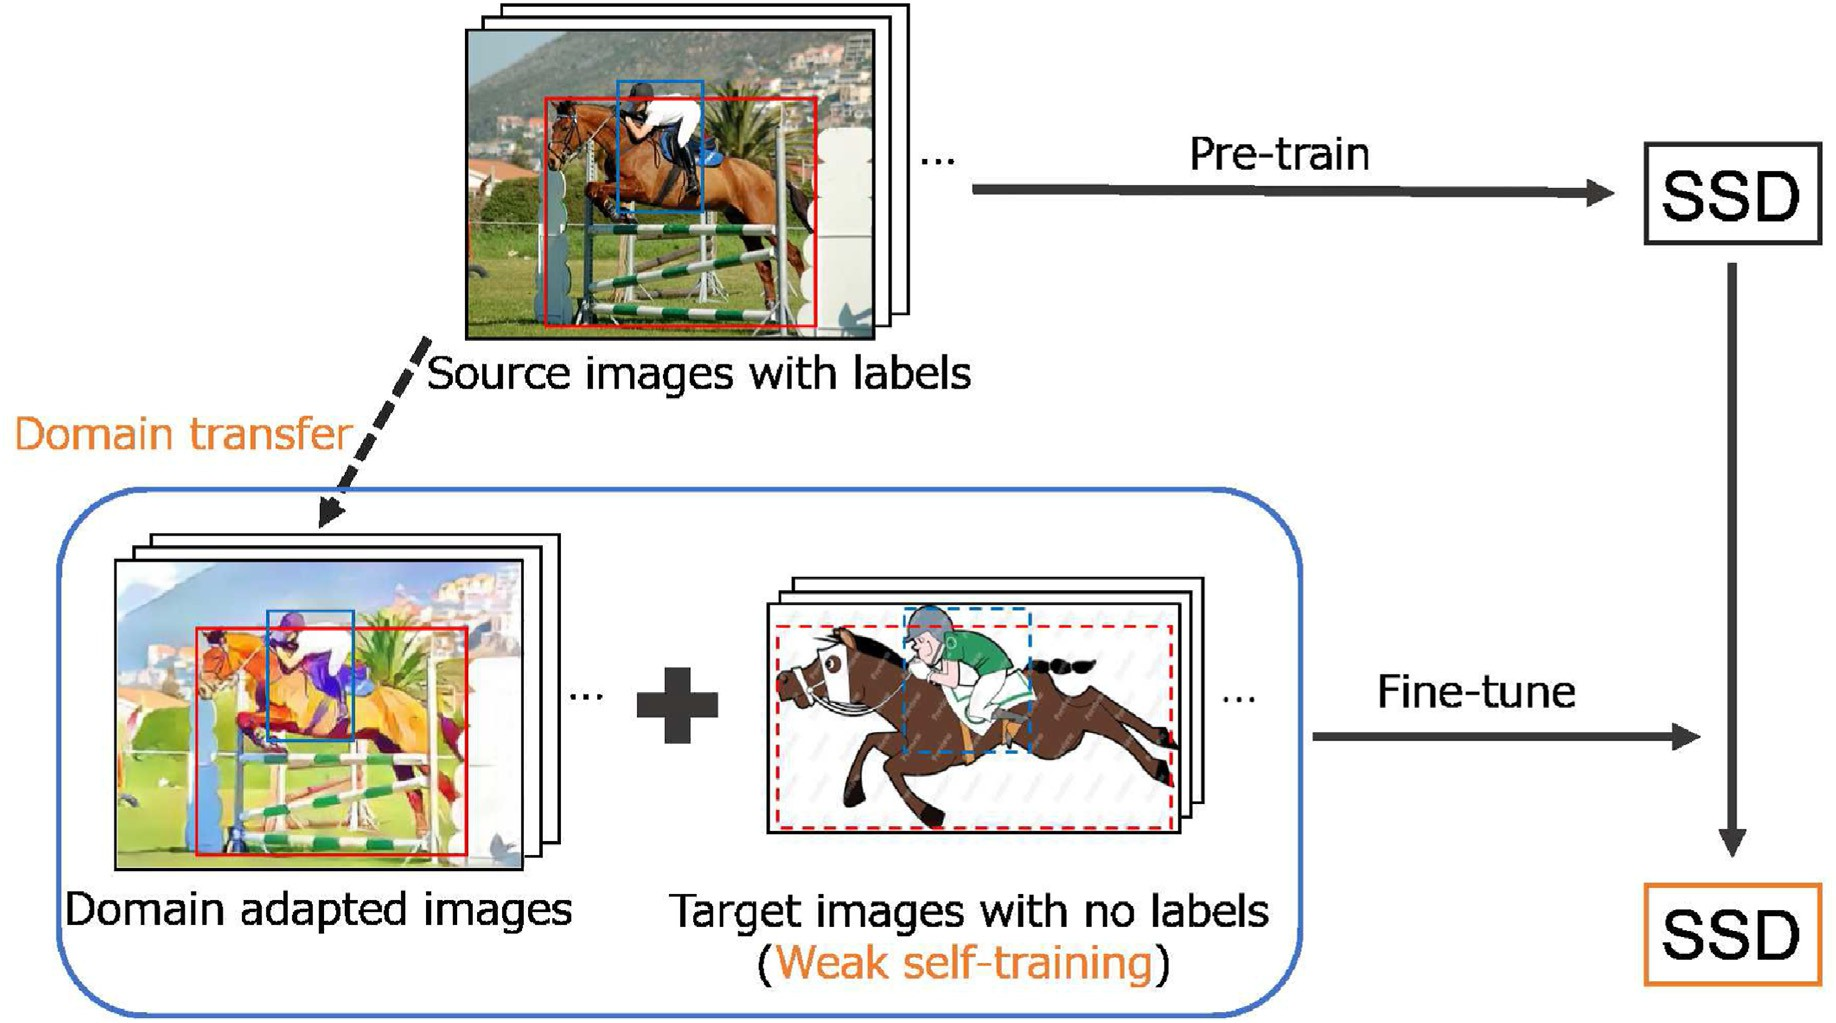 ...
Pre-train
SSD
Source images with labels
Domain transfer
...
...
Fine-tune
Domain adapted images
Target images with no labels
(Weak self-training)
SSD